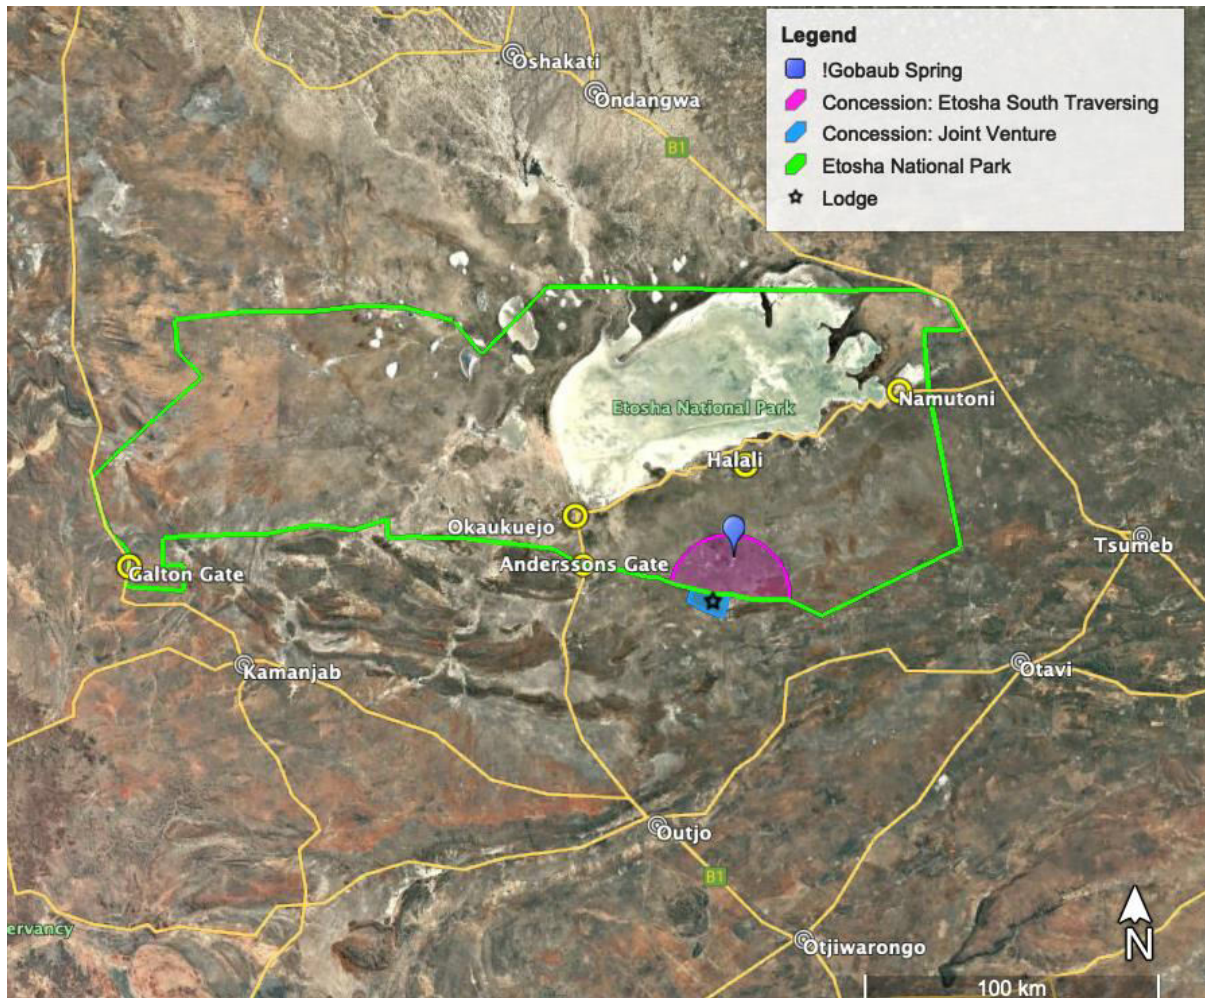 Legend
!Gobaub Spring
Concession: Etosha South Traversing
Concession: Joint Venture
Etosha National Park
Lodge
Oshakati
Ondangwa
B1
Etosha National Park
Namutoni
Halali
Okaukuejo
Anderssons Gate
Galton Gate
Tsumeb
Kamanjab
Otavi
Outjo
B1
ervancy
Otjiwarongo
N
100 km